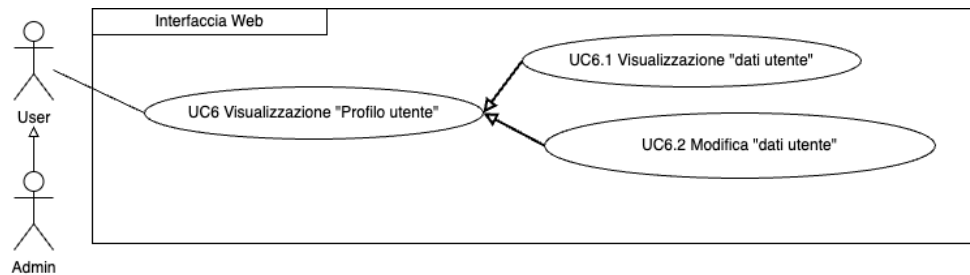 Interfaccia Web
UC6.1 Visualizzazione "dati utente"
UC6 Visualizzazione "Profilo utente"
User
UC6.2 Modifica "dati utente"
Admin